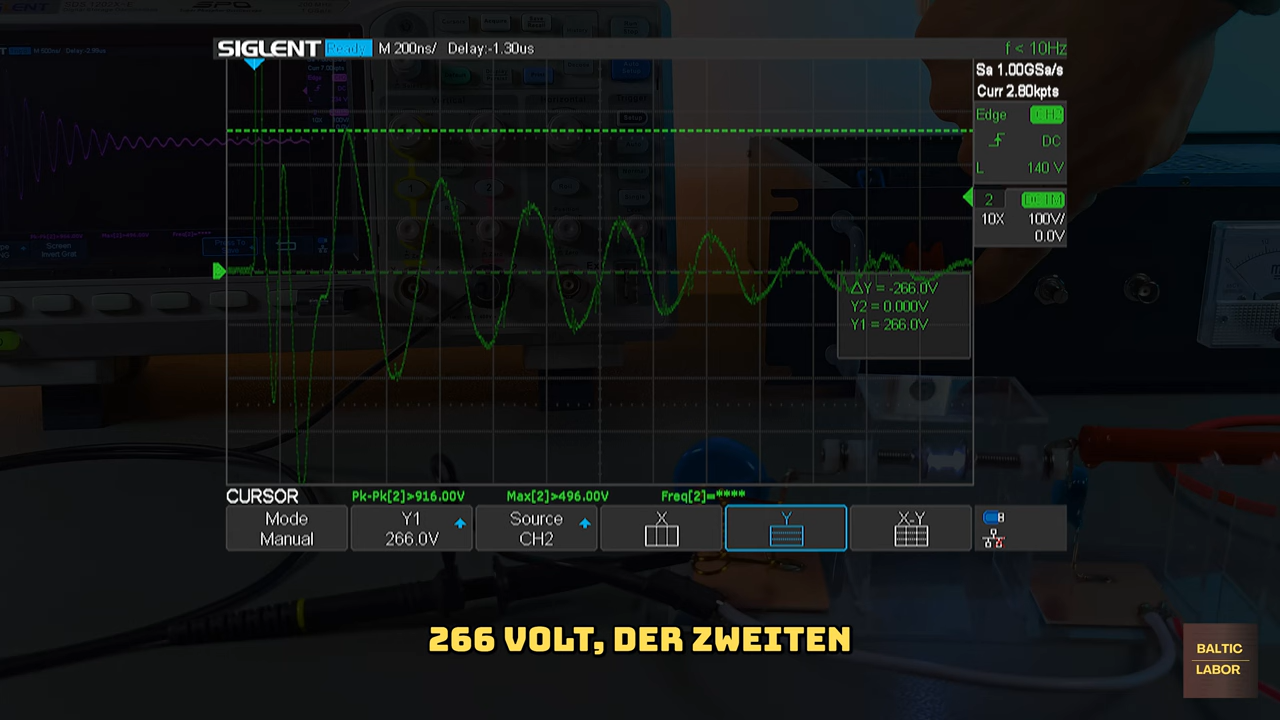 SIGLENT Ready M 200ns/ Delay:-1.30us f < 10Hz
Sa 1.00GSa/s
Curr 2.80kpts
Edge CH2
DC
L 140 V
2 DC1M
10X 100V/
0.0V
ΔY = -266.0V
Y2 = 0.000V
Y1 = 266.0V
CURSOR Pk-Pk[2]>916.00V Max[2]>496.00V Freq[2]=****
Mode
Manual
Y1
266.0V
Source
CH2
X
Y
X-Y
266 VOLT, DER ZWEITEN
BALTIC
LABOR